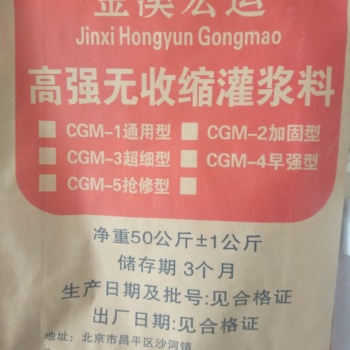 金溪宏运
Jinxi Hongyun Gongmao
高强无收缩灌浆料
CGM-1通用型 CGM-2加固型
CGM-3超细型 CGM-4早强型
CGM-5抢修型
净重50公斤±1公斤
储存期 3个月
生产日期及批号:见合格证
出厂日期:见合格证
地址: 北京市昌平区沙河镇